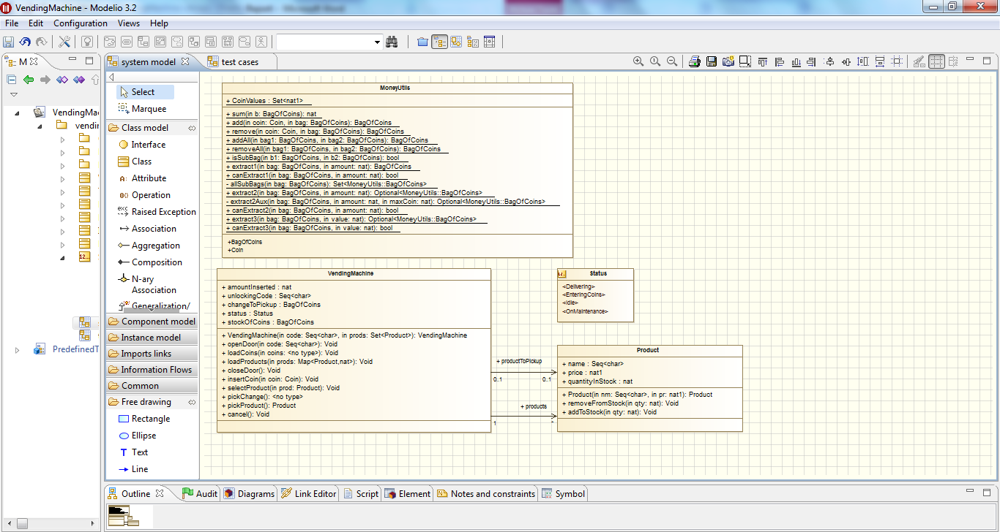 VendingMachine - Modelio 3.2
File Edit Configuration Views Help
M
system model
test cases
Select
Marquee
Class model
Interface
Class
Attribute
Operation
Raised Exception
Association
Aggregation
Composition
N-ary
Association
Generalization/
Component model
Instance model
Imports links
Information Flows
Common
Free drawing
Rectangle
Ellipse
Text
Line
VendingMa
vendin
12...
PredefinedT
MoneyUtils
+ CoinValues : Set<nat1>
+ sum(in b: BagOfCoins): nat
+ add(in coin: Coin, in bag: BagOfCoins): BagOfCoins
+ remove(in coin: Coin, in bag: BagOfCoins): BagOfCoins
+ addAll(in bag1: BagOfCoins, in bag2: BagOfCoins): BagOfCoins
+ removeAll(in bag1: BagOfCoins, in bag2: BagOfCoins): BagOfCoins
+ isSubBag(in b1: BagOfCoins, in b2: BagOfCoins): bool
+ extract1(in bag: BagOfCoins, in amount: nat): BagOfCoins
+ canExtract1(in bag: BagOfCoins, in amount: nat): bool
- allSubBags(in bag: BagOfCoins): Set<MoneyUtils::BagOfCoins>
+ extract2(in bag: BagOfCoins, in amount: nat): Optional<MoneyUtils::BagOfCoins>
- extract2Aux(in bag: BagOfCoins, in amount: nat, in maxCoin: nat): Optional<MoneyUtils::BagOfCoins>
+ canExtract2(in bag: BagOfCoins, in amount: nat): bool
+ extract3(in bag: BagOfCoins, in value: nat): Optional<MoneyUtils::BagOfCoins>
+ canExtract3(in bag: BagOfCoins, in value: nat): bool
+BagOfCoins
+Coin
VendingMachine
+ amountInserted : nat
+ unlockingCode : Seq<char>
+ changeToPickup : BagOfCoins
+ status : Status
+ stockOfCoins : BagOfCoins
+ VendingMachine(in code: Seq<char>, in prods: Set<Product>): VendingMachine
+ openDoor(in code: Seq<char>): Void
+ loadCoins(in coins: <no type>): Void
+ loadProducts(in prods: Map<Product,nat>): Void
+ closeDoor(): Void
+ insertCoin(in coin: Coin): Void
+ selectProduct(in prod: Product): Void
+ pickChange(): <no type>
+ pickProduct(): Product
+ cancel(): Void
12..
Status
<Delivering>
<EnteringCoins>
<Idle>
<OnMaintenance>
+ productToPickup
0..1 0..1
+ products
1 *
Product
+ name : Seq<char>
+ price : nat1
+ quantityInStock : nat
+ Product(in nm: Seq<char>, in pr: nat1): Product
+ removeFromStock(in qty: nat): Void
+ addToStock(in qty: nat): Void
Outline Audit Diagrams Link Editor Script Element Notes and constraints Symbol